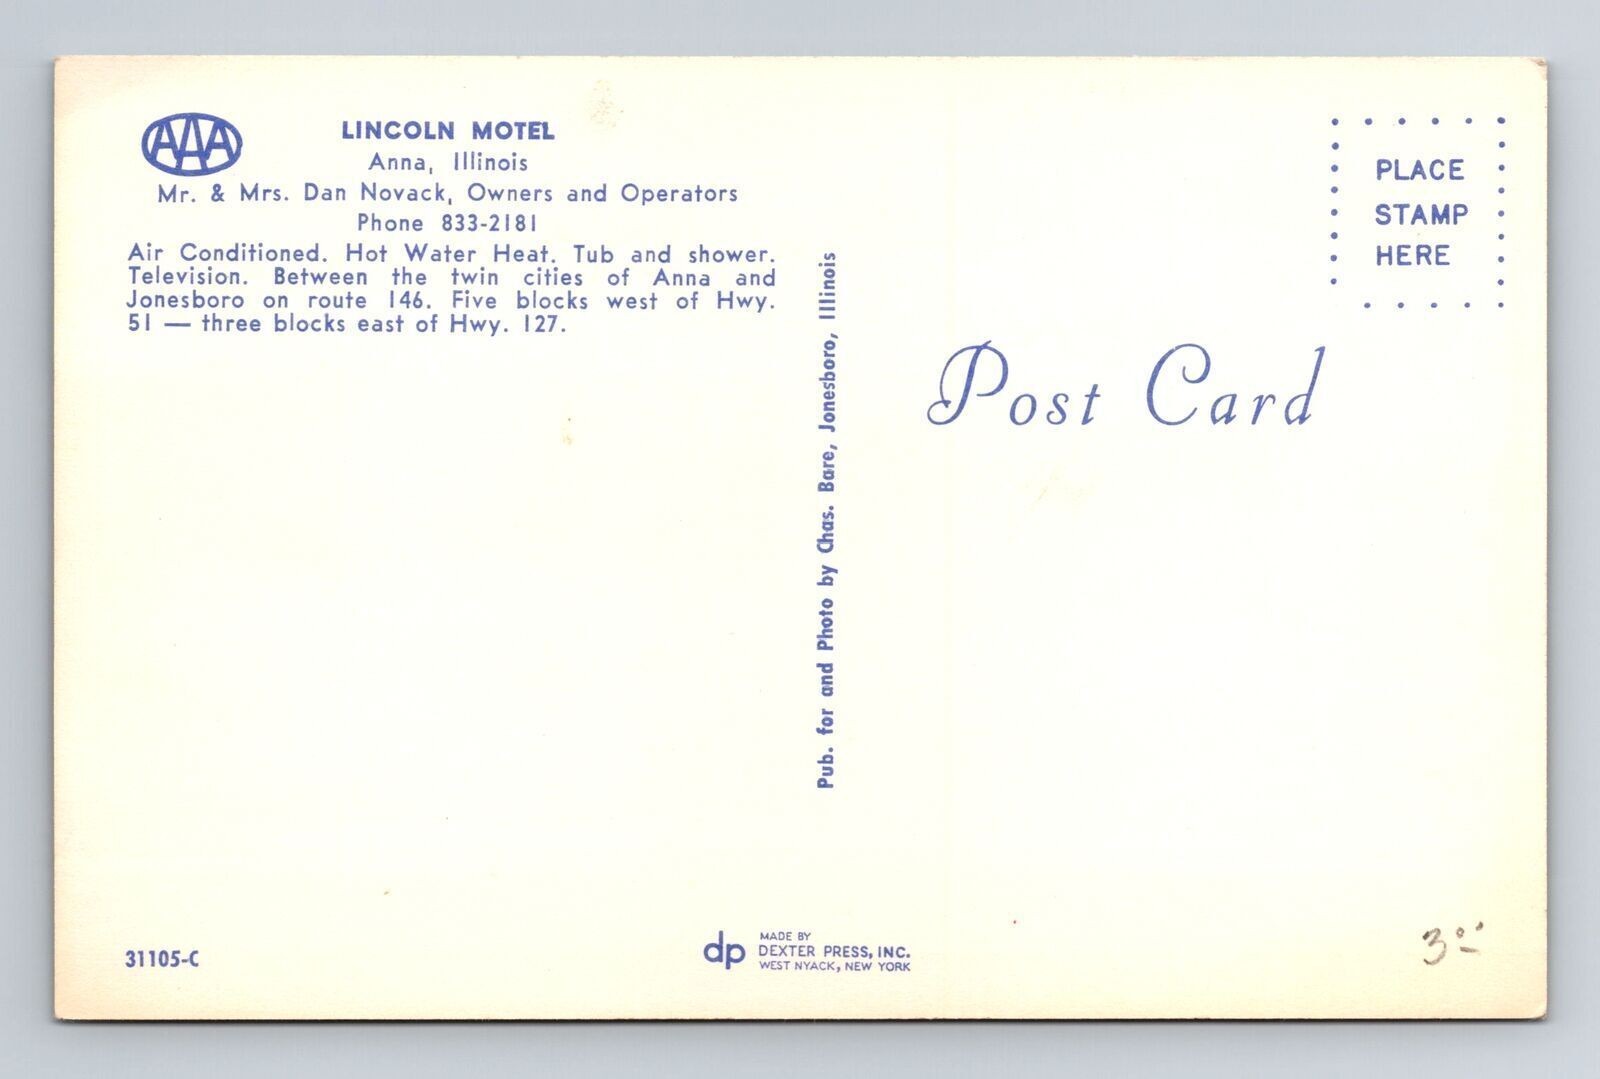 AAA
LINCOLN MOTEL
Anna, Illinois
Mr. & Mrs. Dan Novack, Owners and Operators
Phone 833-2181
Air Conditioned. Hot Water Heat. Tub and shower.
Television. Between the twin cities of Anna and
Jonesboro on route 146. Five blocks west of Hwy.
51 — three blocks east of Hwy. 127.
Pub. for and Photo by Chas. Bare, Jonesboro, Illinois
PLACE
STAMP
HERE
Post Card
31105-C
dp
MADE BY
DEXTER PRESS, INC.
WEST NYACK, NEW YORK
3.00